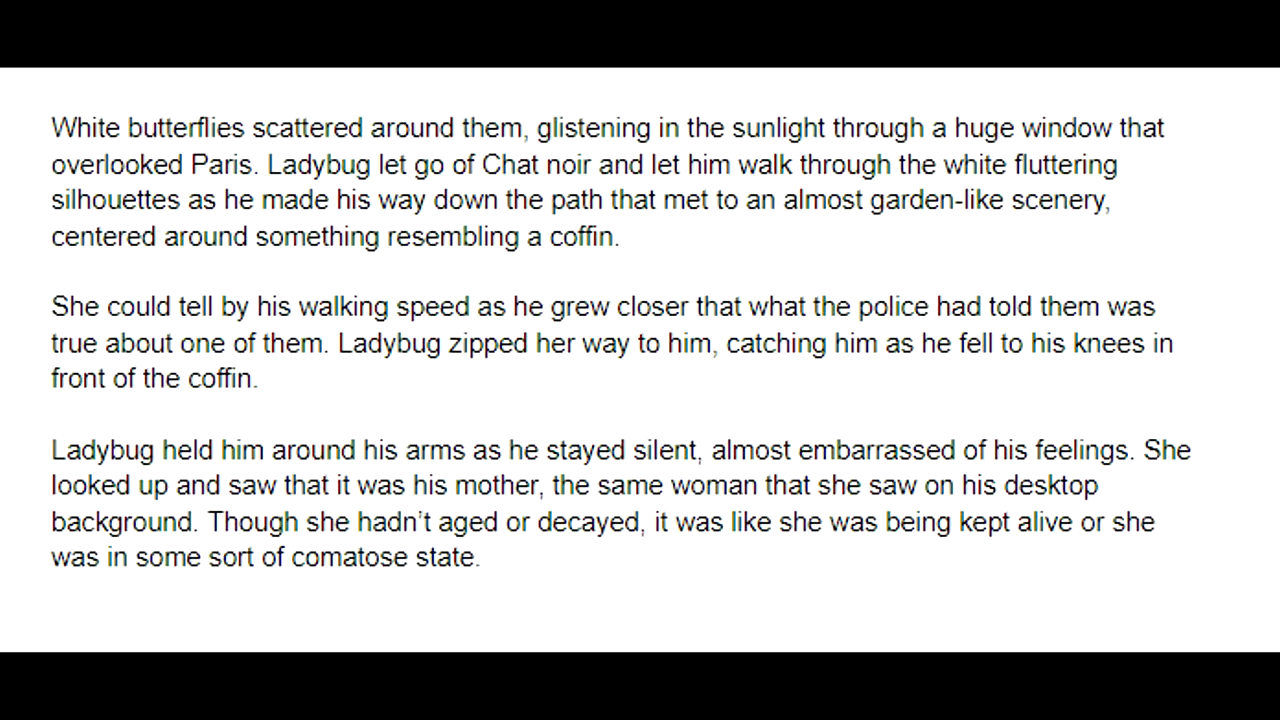 White butterflies scattered around them, glistening in the sunlight through a huge window that
overlooked Paris. Ladybug let go of Chat noir and let him walk through the white fluttering
silhouettes as he made his way down the path that met to an almost garden-like scenery,
centered around something resembling a coffin.
She could tell by his walking speed as he grew closer that what the police had told them was
true about one of them. Ladybug zipped her way to him, catching him as he fell to his knees in
front of the coffin.
Ladybug held him around his arms as he stayed silent, almost embarrassed of his feelings. She
looked up and saw that it was his mother, the same woman that she saw on his desktop
background. Though she hadn’t aged or decayed, it was like she was being kept alive or she
was in some sort of comatose state.